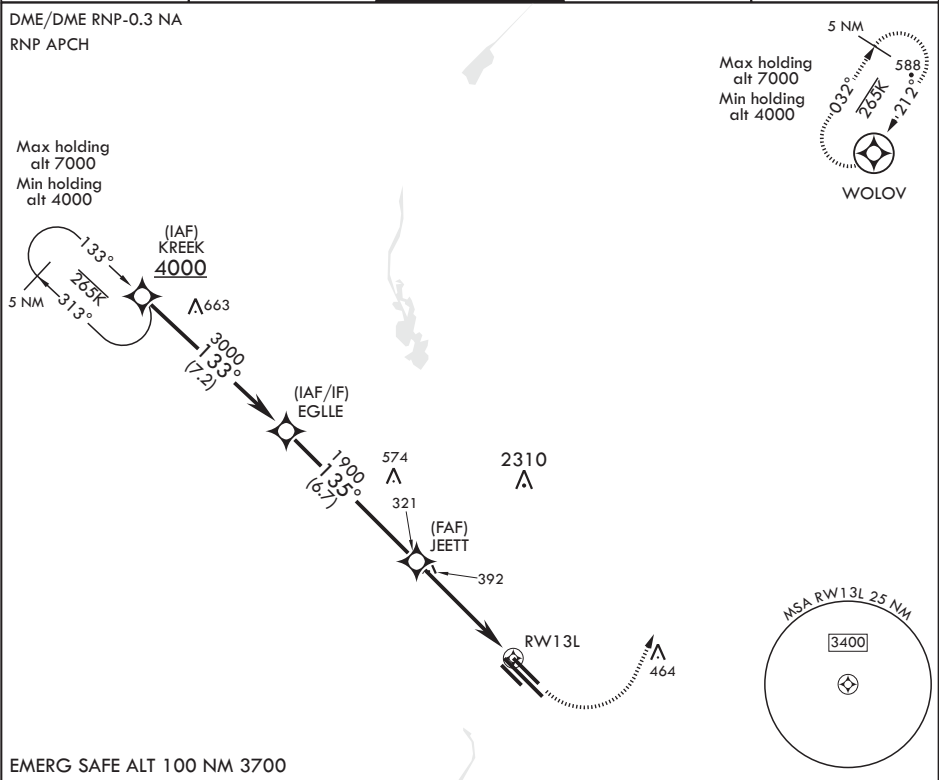 DME/DME RNP-0.3 NA
RNP APCH
5 NM
Max holding
alt 7000
Min holding
alt 4000
588
032°
265K
212°
WOLOV
Max holding
alt 7000
Min holding
alt 4000
(IAF)
KREEK
4000
133°
265K
313°
5 NM
663
3000
133°
(7.2)
(IAF/IF)
EGLLE
1900
135°
(6.7)
574
2310
321
(FAF)
JEETT
392
RW13L
464
MSA RW13L 25 NM
3400
EMERG SAFE ALT 100 NM 3700